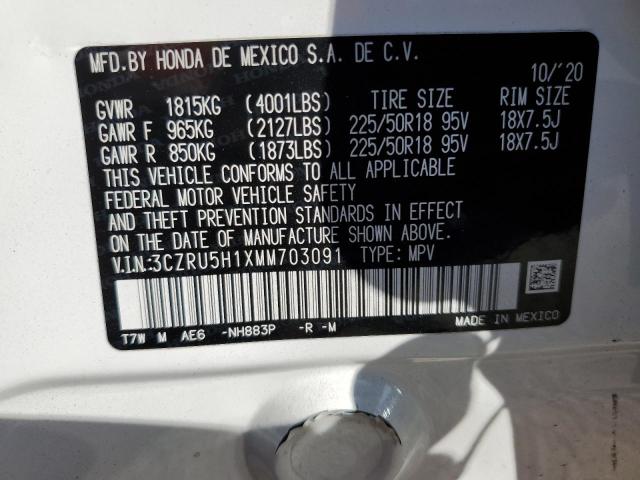 MFD.BY HONDA DE MEXICO S.A. DE C.V.
10/'20
GVWR 1815KG (4001LBS) TIRE SIZE RIM SIZE
GAWR F 965KG (2127LBS) 225/50R18 95V 18X7.5J
GAWR R 850KG (1873LBS) 225/50R18 95V 18X7.5J
THIS VEHICLE CONFORMS TO ALL APPLICABLE
FEDERAL MOTOR VEHICLE SAFETY
AND THEFT PREVENTION STANDARDS IN EFFECT
ON THE DATE OF MANUFACTURE SHOWN ABOVE.
V.I.N.:3CZRU5H1XMM703091 TYPE: MPV
T7W M AE6 -NH883P -R -M
MADE IN MEXICO